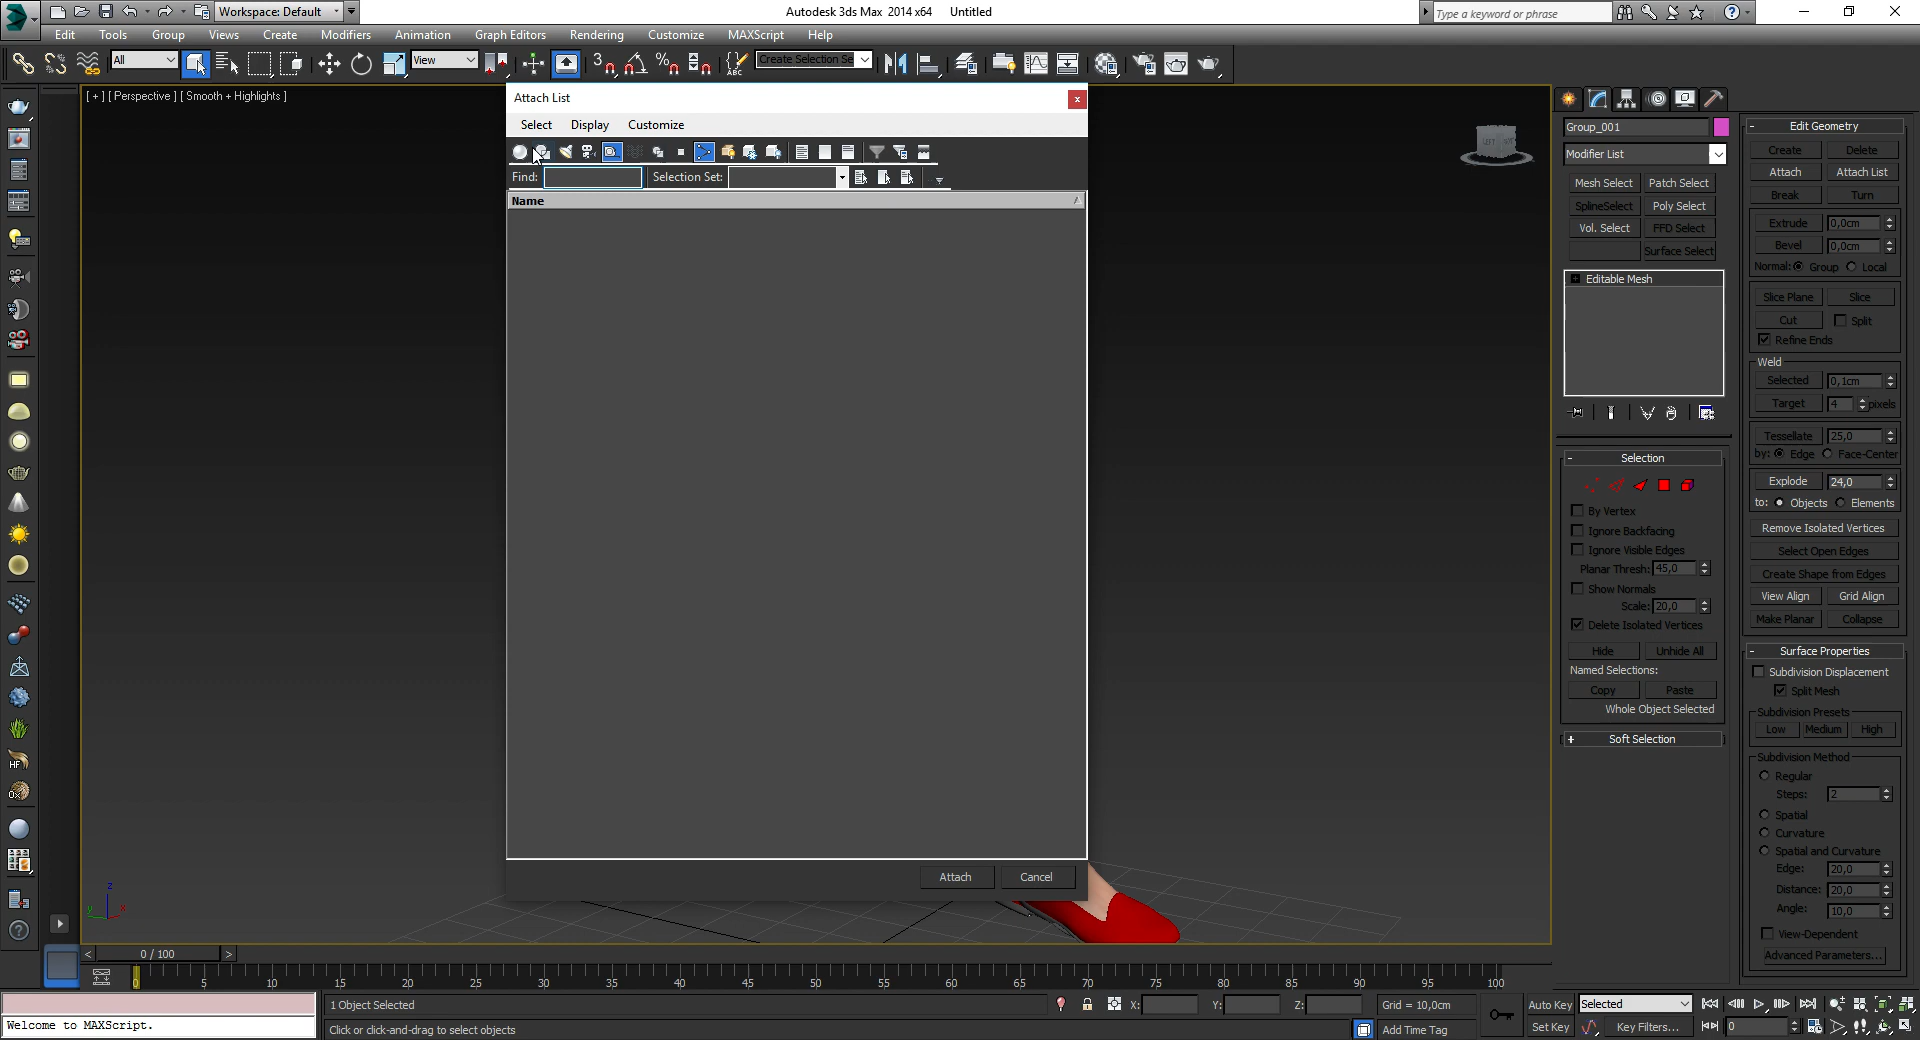 Workspace: Default
Autodesk 3ds Max 2014 x64 Untitled
Type a keyword or phrase
Edit Tools Group Views Create Modifiers Animation Graph Editors Rendering Customize MAXScript Help
All
View
3
ABC
Create Selection Se
[ + ] [ Perspective ] [ Smooth + Highlights ]
Attach List
Select Display Customize
Find: Selection Set:
Name
Attach Cancel
Group_001
Modifier List
Mesh Select Patch Select
SplineSelect Poly Select
Vol. Select FFD Select
Surface Select
Editable Mesh
- Selection
By Vertex
Ignore Backfacing
Ignore Visible Edges
Planar Thresh: 45,0
Show Normals
Scale: 20,0
Delete Isolated Vertices
Hide Unhide All
Named Selections:
Copy Paste
Whole Object Selected
+ Soft Selection
- Edit Geometry
Create Delete
Attach Attach List
Break Turn
Extrude 0,0cm
Bevel 0,0cm
Normal: Group Local
Slice Plane Slice
Cut Split
Refine Ends
Weld
Selected 0,1cm
Target 4 pixels
Tessellate 25,0
by: Edge Face-Center
Explode 24,0
to: Objects Elements
Remove Isolated Vertices
Select Open Edges
Create Shape from Edges
View Align Grid Align
Make Planar Collapse
- Surface Properties
Subdivision Displacement
Split Mesh
Subdivision Presets
Low Medium High
Subdivision Method
Regular
Steps: 2
Spatial
Curvature
Spatial and Curvature
Edge: 20,0
Distance: 20,0
Angle: 10,0
View-Dependent
Advanced Parameters...
HF
z
y x
< 0 / 100 >
0 5 10 15 20 25 30 35 40 45 50 55 60 65 70 75 80 85 90 95 100
1 Object Selected X: Y: Z: Grid = 10,0cm Auto Key Selected
Welcome to MAXScript. Click or click-and-drag to select objects Add Time Tag Set Key Key Filters... 0